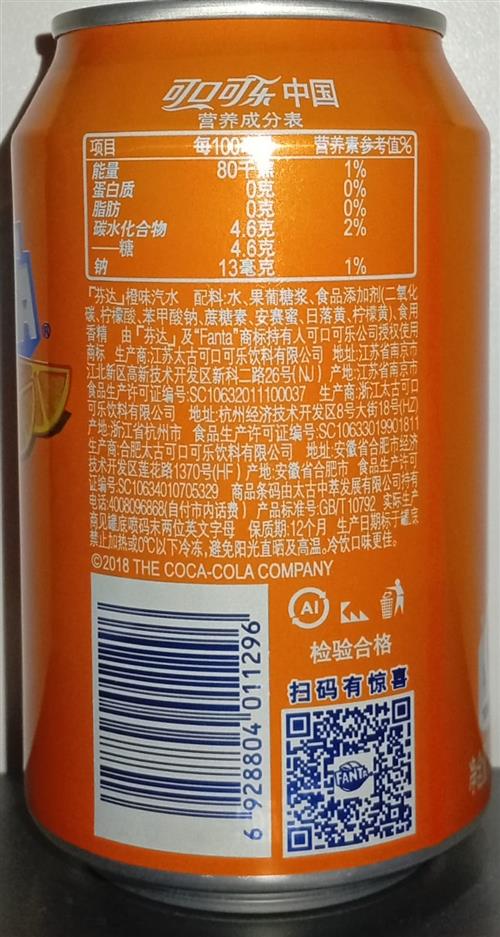 可口可乐 中国
营养成分表
项目 每100 营养素参考值%
能量 80千 1%
蛋白质 0克 0%
脂肪 0克 0%
碳水化合物 4.6克 2%
——糖 4.6克
钠 13毫克 1%
「芬达」橙味汽水 配料:水、果葡糖浆、食品添加剂(二氧化
碳、柠檬酸、苯甲酸钠、蔗糖素、安赛蜜、日落黄、柠檬黄)、食用
香精 由「芬达」及“Fanta”商标持有人可口可乐公司授权使用
商标 生产商:江苏太古可口可乐饮料有限公司 地址:江苏省南京市
江北新区高新技术开发区新科二路26号(NJ) 产地:江苏省南京市
食品生产许可证编号:SC10632011100037 生产商:浙江太古可口
可乐饮料有限公司 地址:杭州经济技术开发区8号大街18号(HZ)
产地:浙江省杭州市 食品生产许可证编号:SC10633019901811
生产商:合肥太古可口可乐饮料有限公司 地址:安徽省合肥市经济
技术开发区莲花路1370号(HF) 产地:安徽省合肥市 食品生产许可
证编号:SC10634010705329 商品条码由太古中萃发展有限公司持有
电话:4008096868(自付市内话费) 产品标准号:GB/T10792 实际生产
商见罐底喷码末两位英文字母 保质期:12个月 生产日期标于罐底
禁止加热或0℃以下冷冻,避免阳光直晒及高温。冷饮口味更佳。
©2018 THE COCA-COLA COMPANY
Al
检验合格
扫码有惊喜
FANTA
6 928804 011296